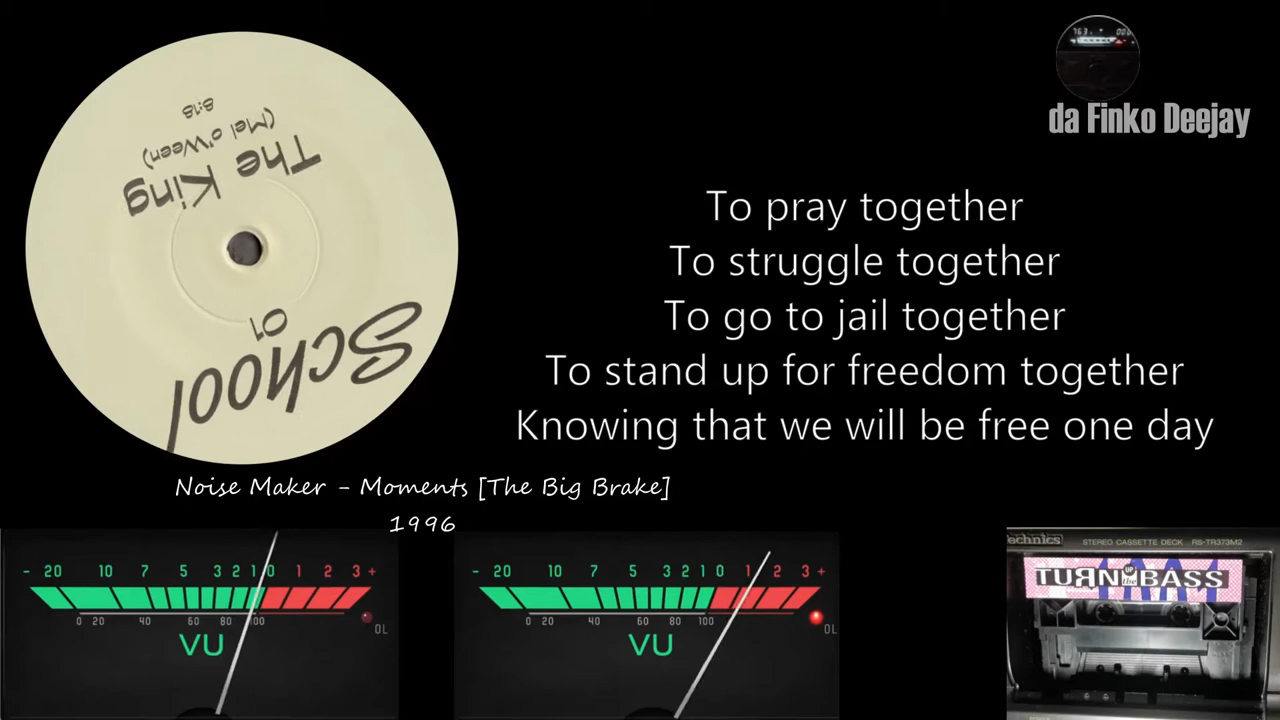 8:18
(Mel o'Ween)
The King
01
School
da Finko Deejay
To pray together
To struggle together
To go to jail together
To stand up for freedom together
Knowing that we will be free one day
Noise Maker - Moments [The Big Brake]
1996
- 20 10 7 5 3 2 1 0 1 2 3 +
0 20 40 60 80 100
OL
VU
- 20 10 7 5 3 2 1 0 1 2 3 +
0 20 40 60 80 100
OL
VU
Technics STEREO CASSETTE DECK RS-TR373M2
TURN UP the BASS